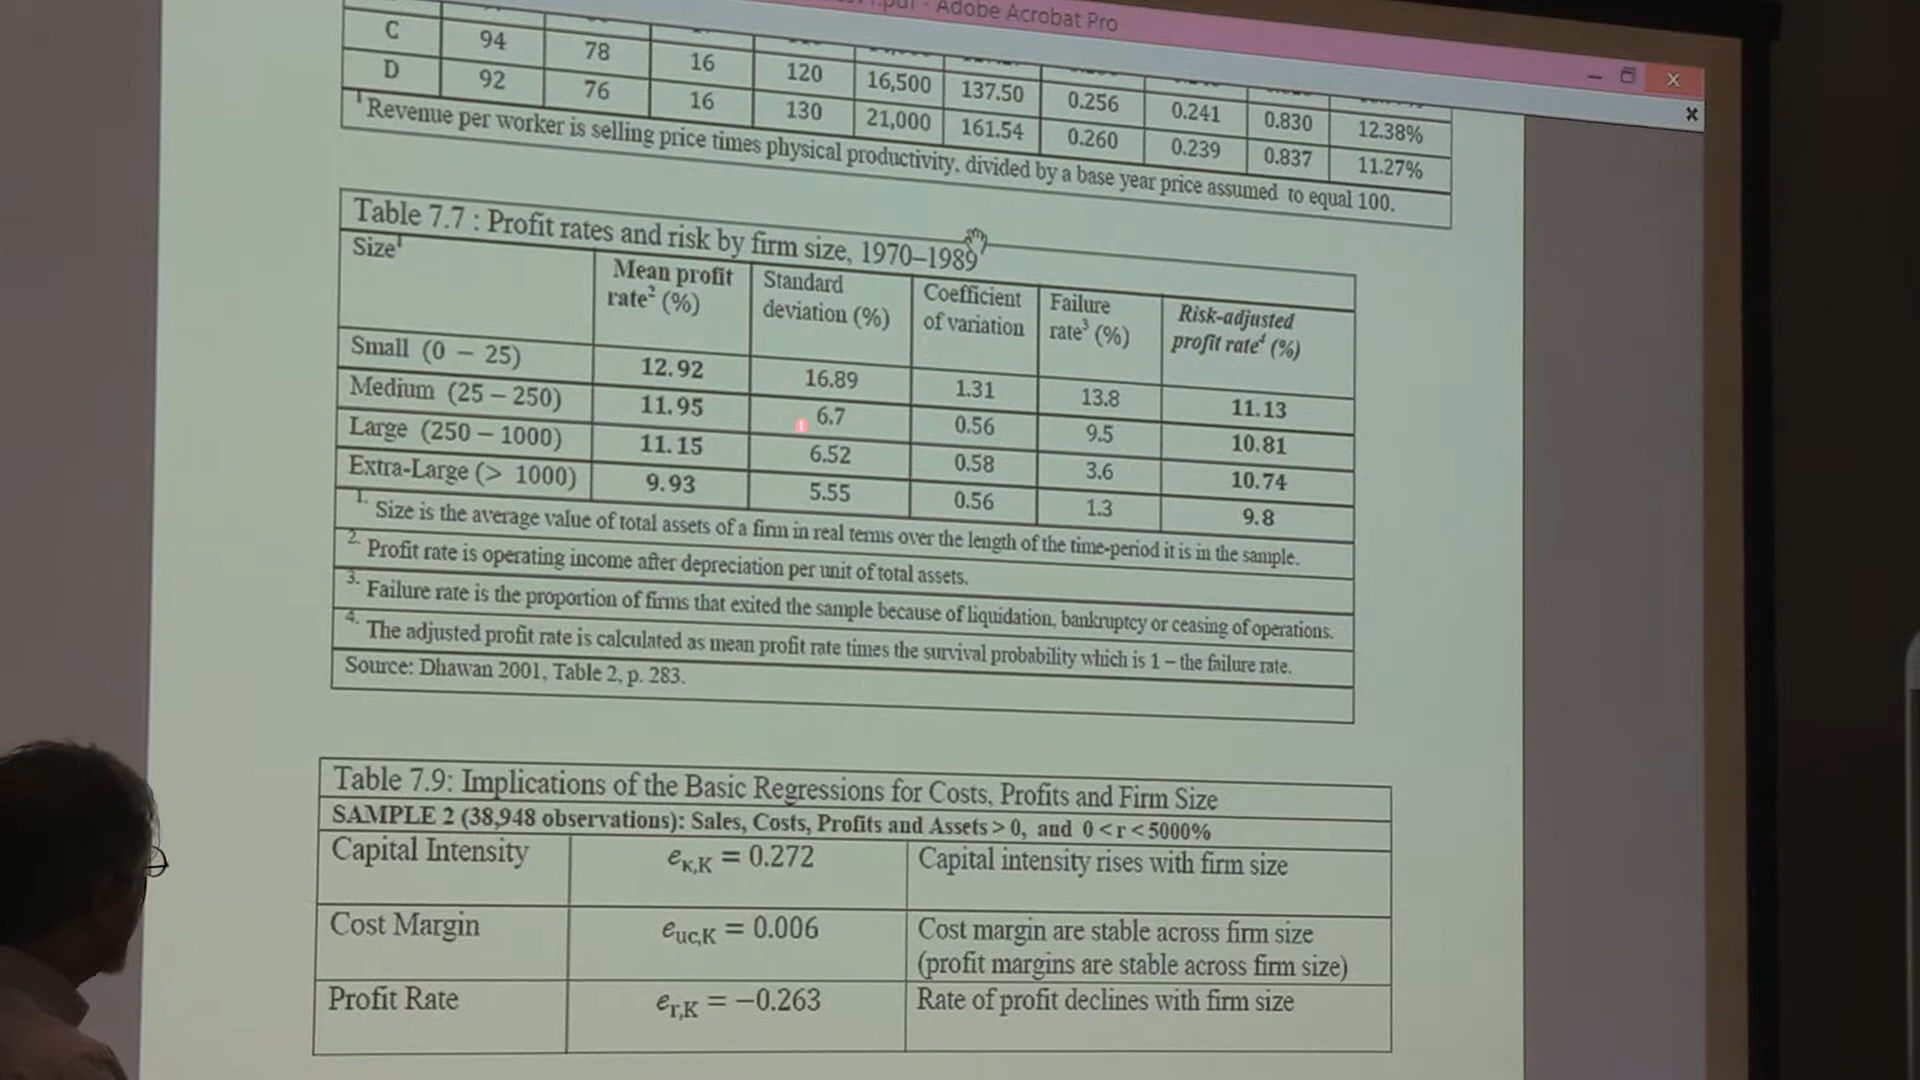 .pdf - Adobe Acrobat Pro
C 94 78 16 120 16,500 137.50 0.256 0.241 0.830 12.38%
D 92 76 16 130 21,000 161.54 0.260 0.239 0.837 11.27%
1 Revenue per worker is selling price times physical productivity, divided by a base year price assumed to equal 100.
Table 7.7 : Profit rates and risk by firm size, 1970–1989
Size1 Mean profit rate2 (%) Standard deviation (%) Coefficient of variation Failure rate3 (%) Risk-adjusted profit rate4 (%)
Small (0 – 25) 12.92 16.89 1.31 13.8 11.13
Medium (25 – 250) 11.95 6.7 0.56 9.5 10.81
Large (250 – 1000) 11.15 6.52 0.58 3.6 10.74
Extra-Large (> 1000) 9.93 5.55 0.56 1.3 9.8
1. Size is the average value of total assets of a firm in real terms over the length of the time-period it is in the sample.
2. Profit rate is operating income after depreciation per unit of total assets.
3. Failure rate is the proportion of firms that exited the sample because of liquidation, bankruptcy or ceasing of operations.
4. The adjusted profit rate is calculated as mean profit rate times the survival probability which is 1 – the failure rate.
Source: Dhawan 2001, Table 2, p. 283.
Table 7.9: Implications of the Basic Regressions for Costs, Profits and Firm Size
SAMPLE 2 (38,948 observations): Sales, Costs, Profits and Assets > 0, and 0 < r < 5000%
Capital Intensity eκ,K = 0.272 Capital intensity rises with firm size
Cost Margin euc,K = 0.006 Cost margin are stable across firm size
(profit margins are stable across firm size)
Profit Rate er,K = −0.263 Rate of profit declines with firm size